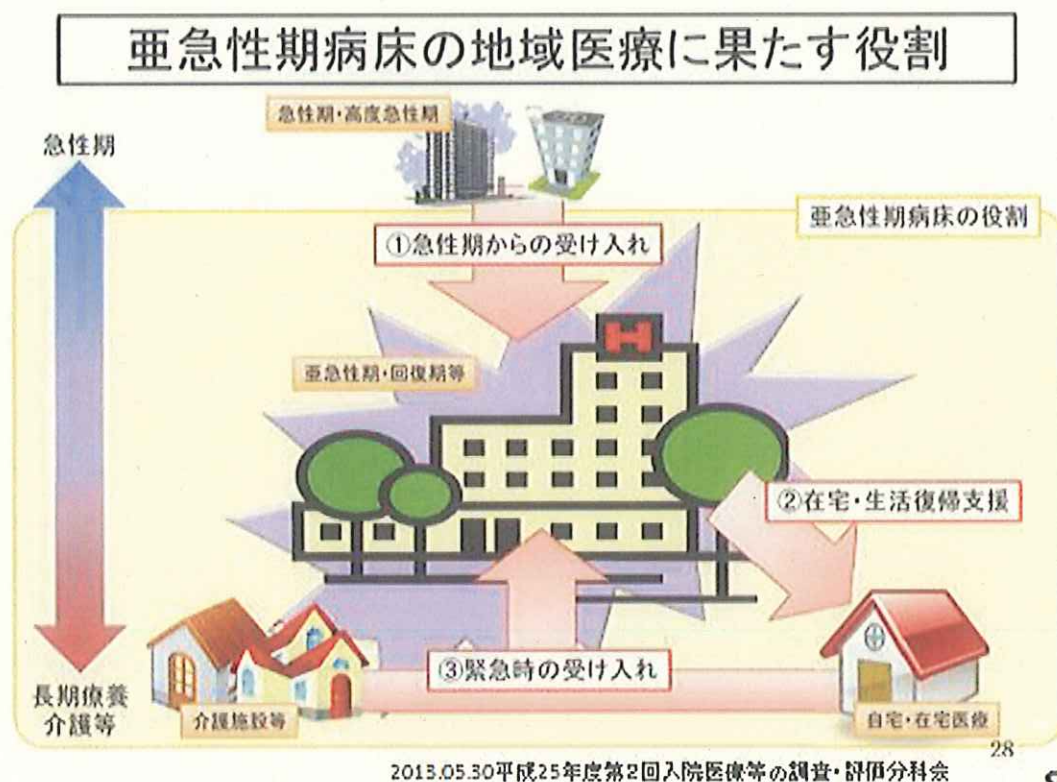 亜急性期病床の地域医療に果たす役割
急性期・高度急性期
急性期
亜急性期病床の役割
①急性期からの受け入れ
亜急性期・回復期等
②在宅・生活復帰支援
③緊急時の受け入れ
長期療養
介護等
介護施設等
自宅・在宅医療
28
2013.05.30平成25年度第2回入院医療等の調査・評価分科会